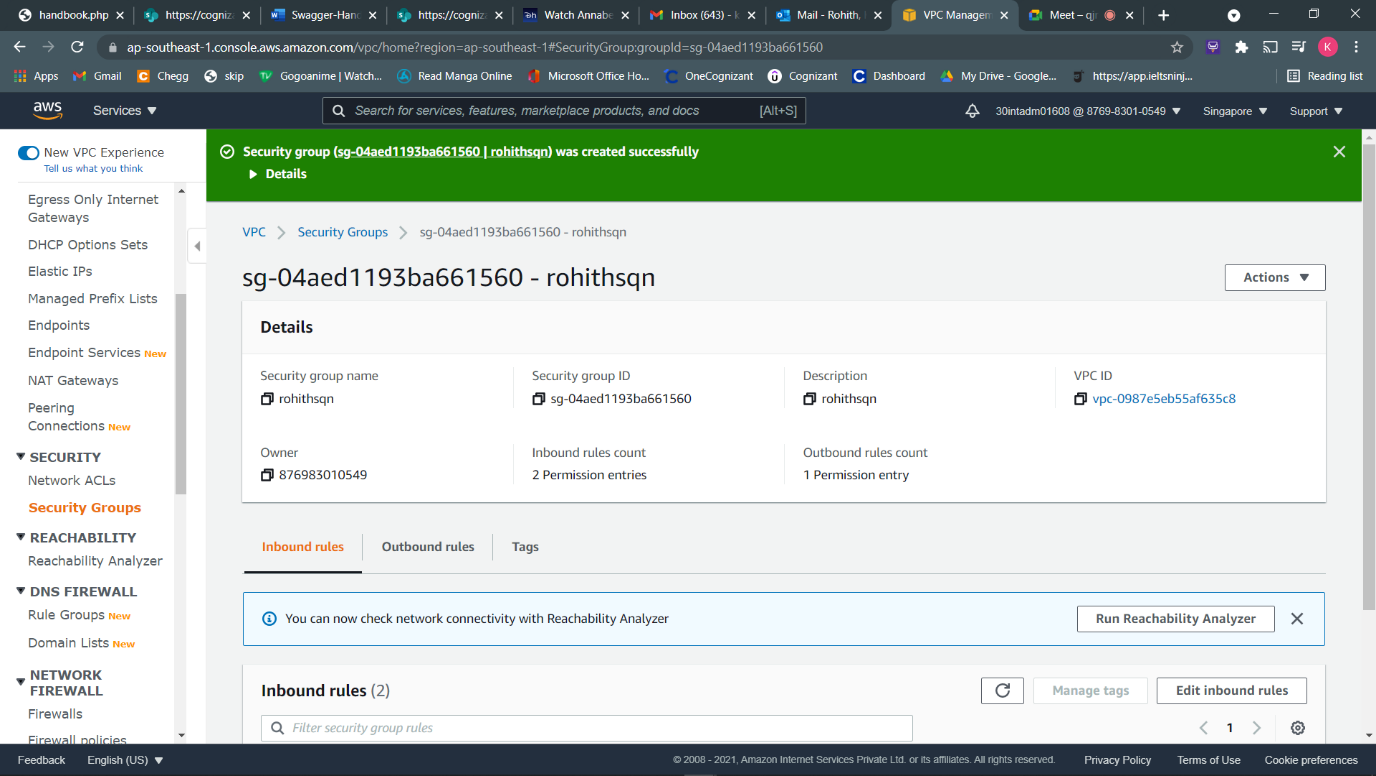 handbook.php
https://cogniza
Swagger-Han
https://cogniza
Watch Annabe
Inbox (643) - k
Mail - Rohith,
VPC Managem
Meet – qjr
ap-southeast-1.console.aws.amazon.com/vpc/home?region=ap-southeast-1#SecurityGroup:groupId=sg-04aed1193ba661560
K
Apps
Gmail
Chegg
skip
Gogoanime | Watch...
Read Manga Online
Microsoft Office Ho...
OneCognizant
Cognizant
Dashboard
My Drive - Google...
https://app.ieltsninj...
Reading list
aws
Services
Search for services, features, marketplace products, and docs
[Alt+S]
30intadm01608 @ 8769-8301-0549
Singapore
Support
New VPC Experience
Tell us what you think
Egress Only Internet
Gateways
DHCP Options Sets
Elastic IPs
Managed Prefix Lists
Endpoints
Endpoint Services New
NAT Gateways
Peering
Connections New
SECURITY
Network ACLs
Security Groups
REACHABILITY
Reachability Analyzer
DNS FIREWALL
Rule Groups New
Domain Lists New
NETWORK
FIREWALL
Firewalls
Firewall policies
Security group (sg-04aed1193ba661560 | rohithsqn) was created successfully
Details
VPC
Security Groups
sg-04aed1193ba661560 - rohithsqn
sg-04aed1193ba661560 - rohithsqn
Actions
Details
Security group name
rohithsqn
Security group ID
sg-04aed1193ba661560
Description
rohithsqn
VPC ID
vpc-0987e5eb55af635c8
Owner
876983010549
Inbound rules count
2 Permission entries
Outbound rules count
1 Permission entry
Inbound rules
Outbound rules
Tags
You can now check network connectivity with Reachability Analyzer
Run Reachability Analyzer
Inbound rules (2)
Manage tags
Edit inbound rules
Filter security group rules
1
Feedback
English (US)
© 2008 - 2021, Amazon Internet Services Private Ltd. or its affiliates. All rights reserved.
Privacy Policy
Terms of Use
Cookie preferences